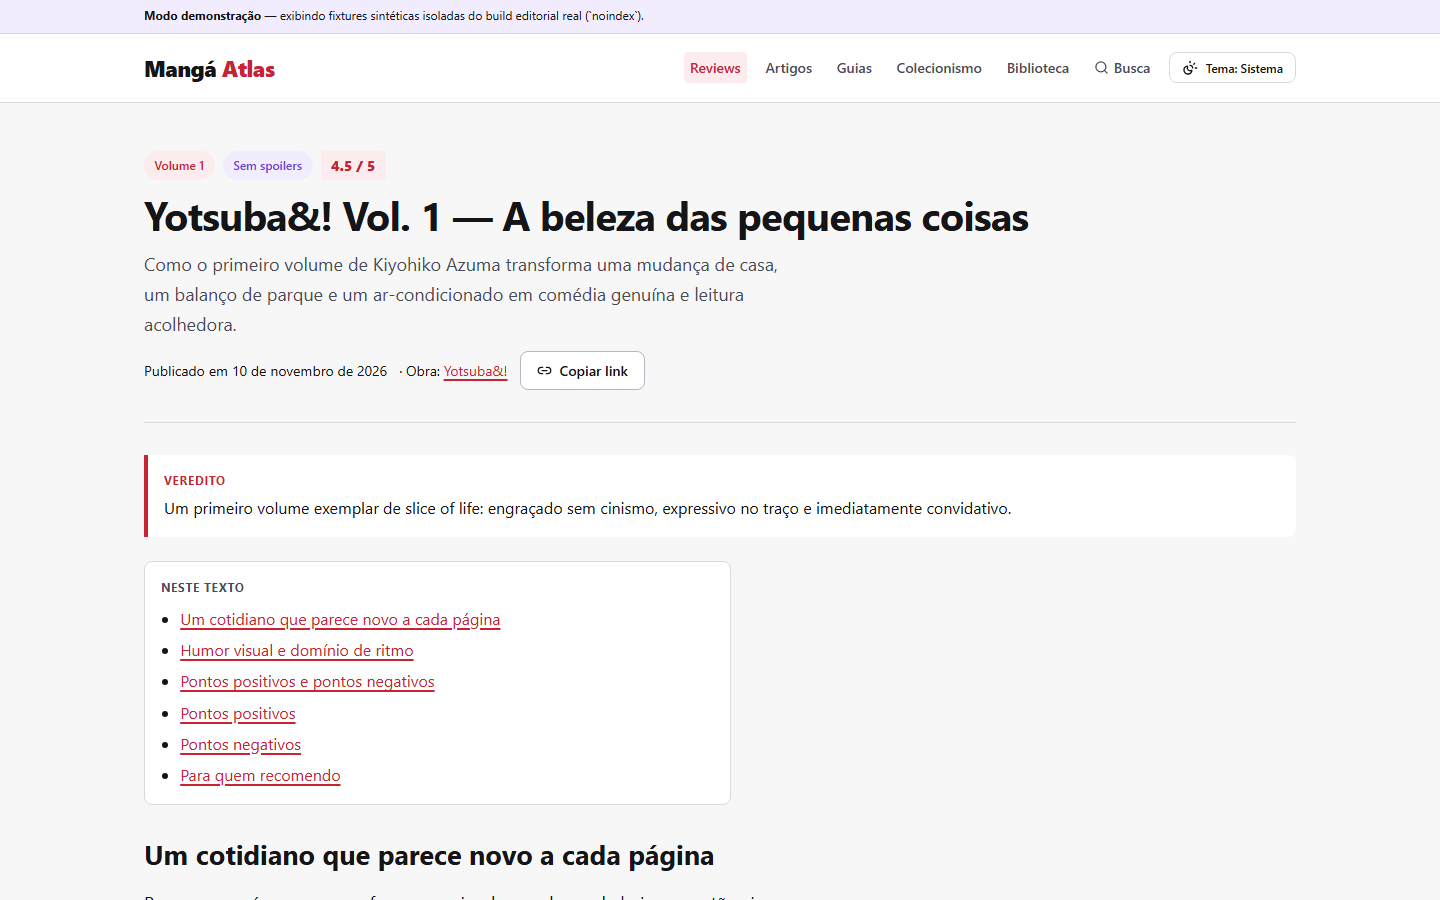 Modo demonstração — exibindo fixtures sintéticas isoladas do build editorial real (`noindex`).
Mangá Atlas
Reviews
Artigos
Guias
Colecionismo
Biblioteca
Busca
Tema: Sistema
Volume 1
Sem spoilers
4.5 / 5
Yotsuba&! Vol. 1 — A beleza das pequenas coisas
Como o primeiro volume de Kiyohiko Azuma transforma uma mudança de casa,
um balanço de parque e um ar-condicionado em comédia genuína e leitura
acolhedora.
Publicado em 10 de novembro de 2026 · Obra: Yotsuba&!
Copiar link
VEREDITO
Um primeiro volume exemplar de slice of life: engraçado sem cinismo, expressivo no traço e imediatamente convidativo.
NESTE TEXTO
Um cotidiano que parece novo a cada página
Humor visual e domínio de ritmo
Pontos positivos e pontos negativos
Pontos positivos
Pontos negativos
Para quem recomendo
Um cotidiano que parece novo a cada página